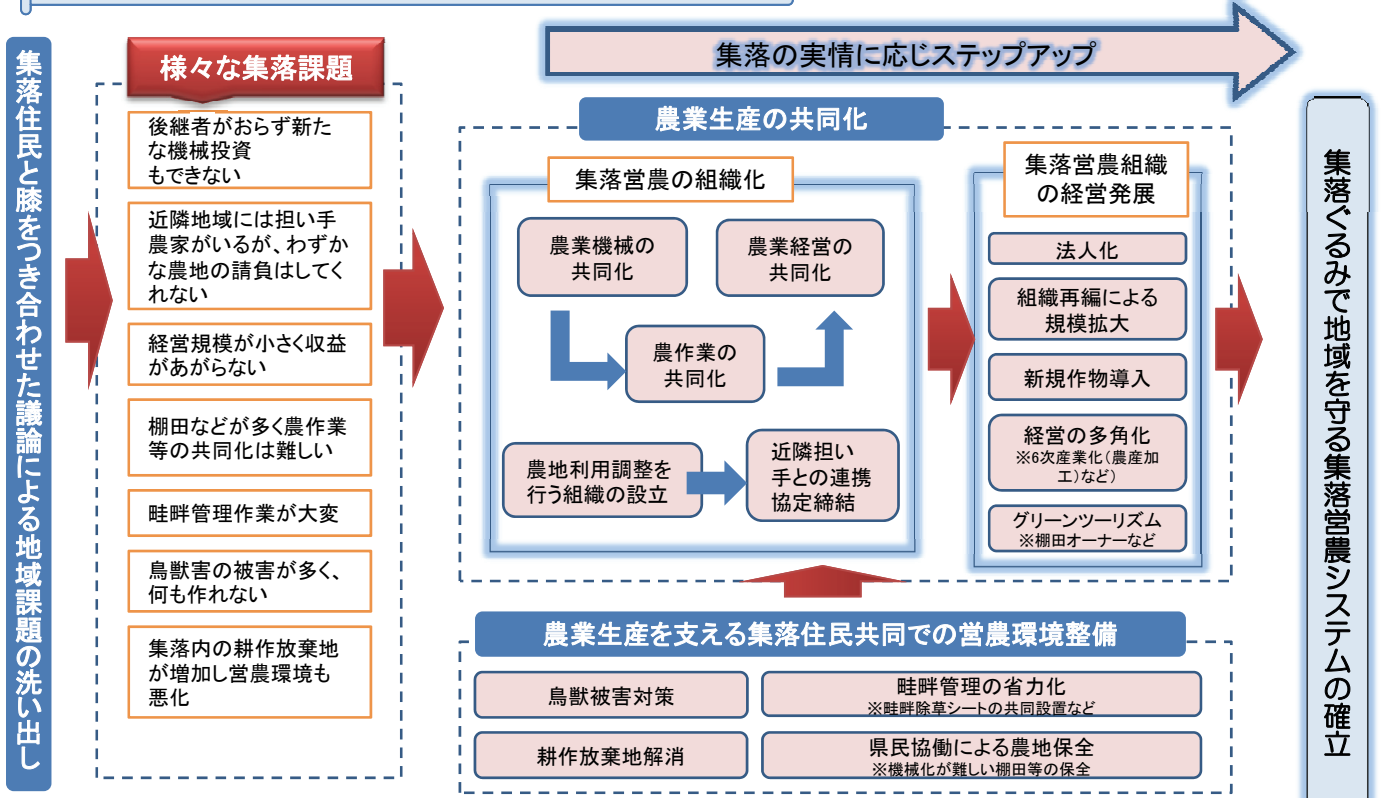 集落住民と膝をつき合わせた議論による地域課題の洗い出し
様々な集落課題
後継者がおらず新た
な機械投資
もできない
近隣地域には担い手
農家がいるが、わずか
な農地の請負はしてく
れない
経営規模が小さく収益
があがらない
棚田などが多く農作業
等の共同化は難しい
畦畔管理作業が大変
鳥獣害の被害が多く、
何も作れない
集落内の耕作放棄地
が増加し営農環境も
悪化
集落の実情に応じステップアップ
農業生産の共同化
集落営農の組織化
農業機械の
共同化
農業経営の
共同化
農作業の
共同化
農地利用調整を
行う組織の設立
近隣担い
手との連携
協定締結
集落営農組織
の経営発展
法人化
組織再編による
規模拡大
新規作物導入
経営の多角化
※6次産業化(農産加
工)など)
グリーンツーリズム
※棚田オーナーなど
農業生産を支える集落住民共同での営農環境整備
鳥獣被害対策
畦畔管理の省力化
※畦畔除草シートの共同設置など
耕作放棄地解消
県民協働による農地保全
※機械化が難しい棚田等の保全
集落ぐるみで地域を守る集落営農システムの確立